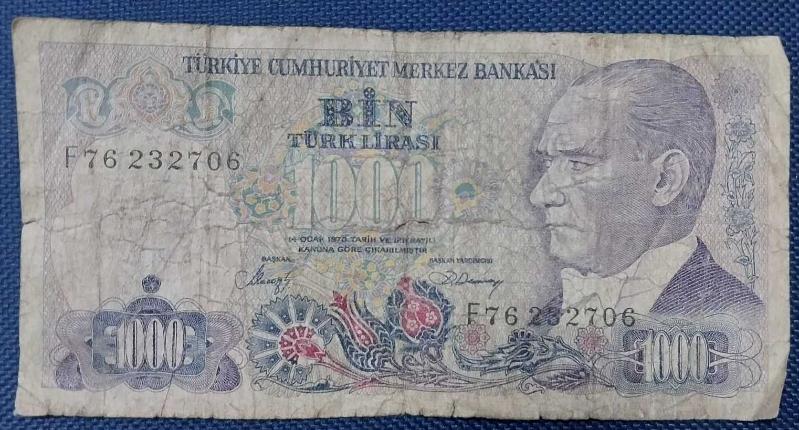 TÜRKİYE CUMHURİYET MERKEZ BANKASI
BİN
TÜRK LİRASI
F76 232706
1000
14 OCAK 1970 TARİH VE 1211 SAYILI
KANUNA GÖRE ÇIKARILMIŞTIR
BAŞKAN
BAŞKAN YARDIMCISI
F76 232706
1000
1000